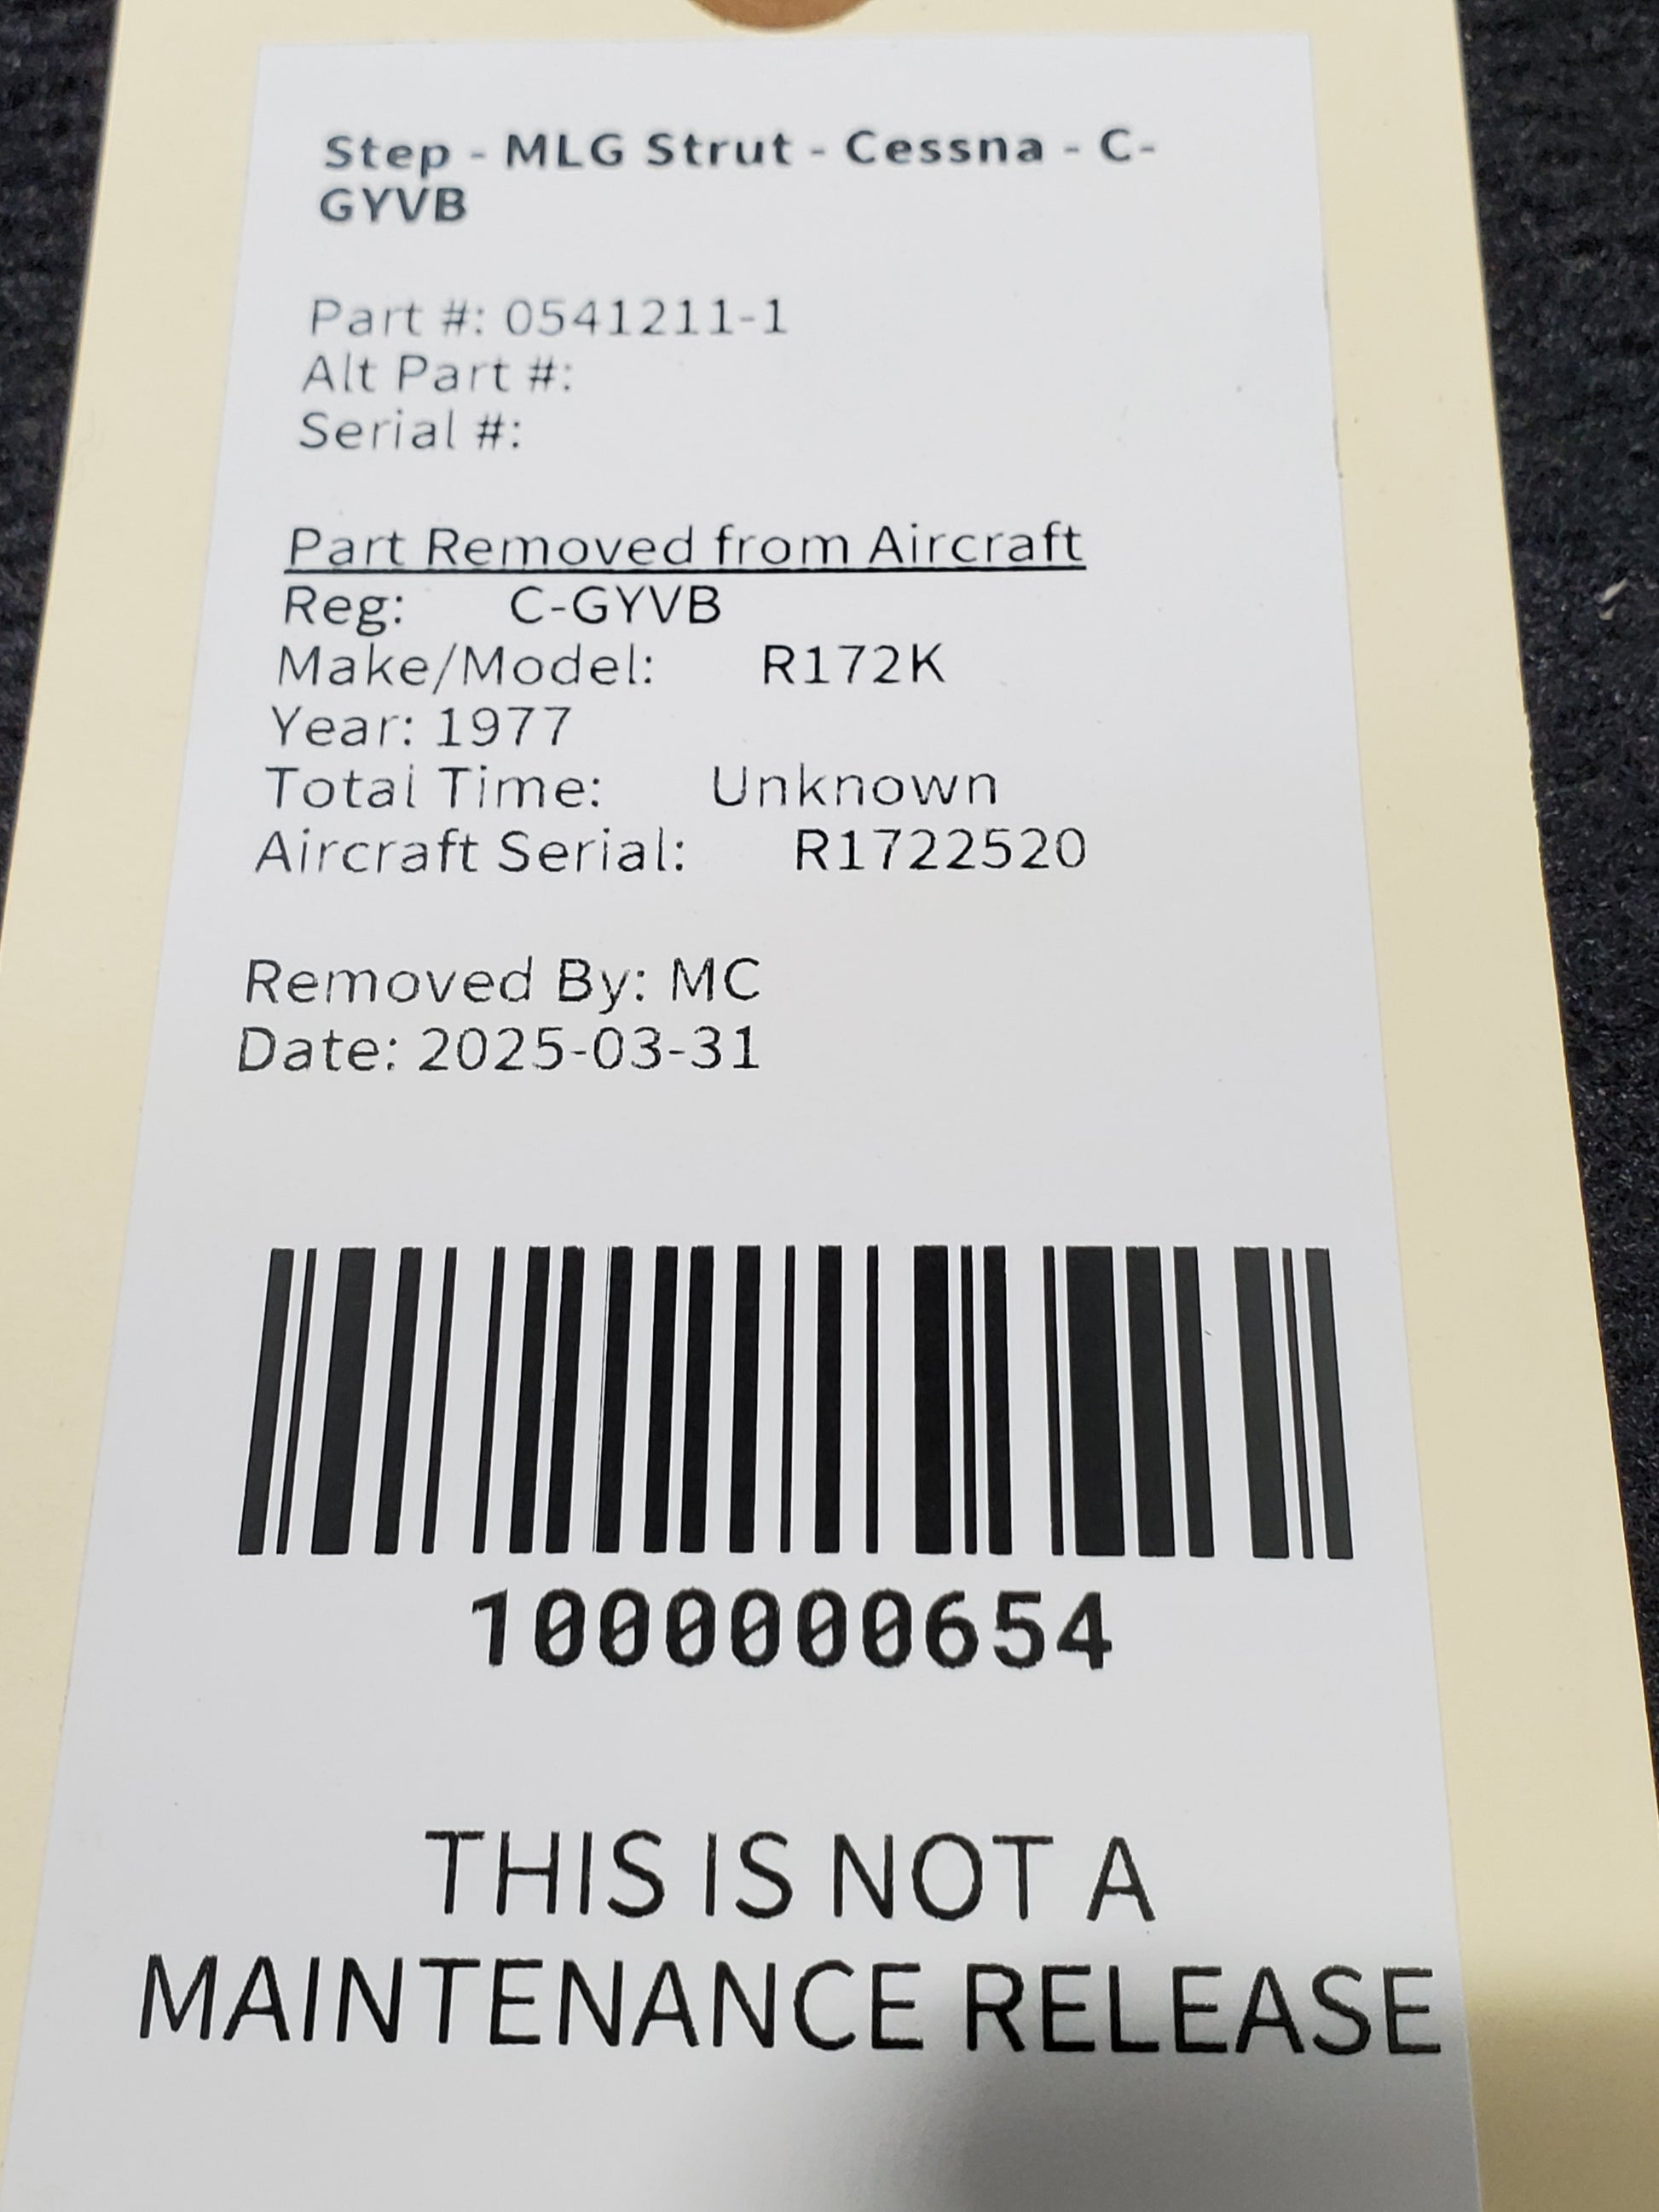 Step - MLG Strut - Cessna - C-
GYVB
Part #: 0541211-1
Alt Part #:
Serial #:
Part Removed from Aircraft
Reg: C-GYVB
Make/Model: R172K
Year: 1977
Total Time: Unknown
Aircraft Serial: R1722520
Removed By: MC
Date: 2025-03-31
1000000654
THIS IS NOT A
MAINTENANCE RELEASE